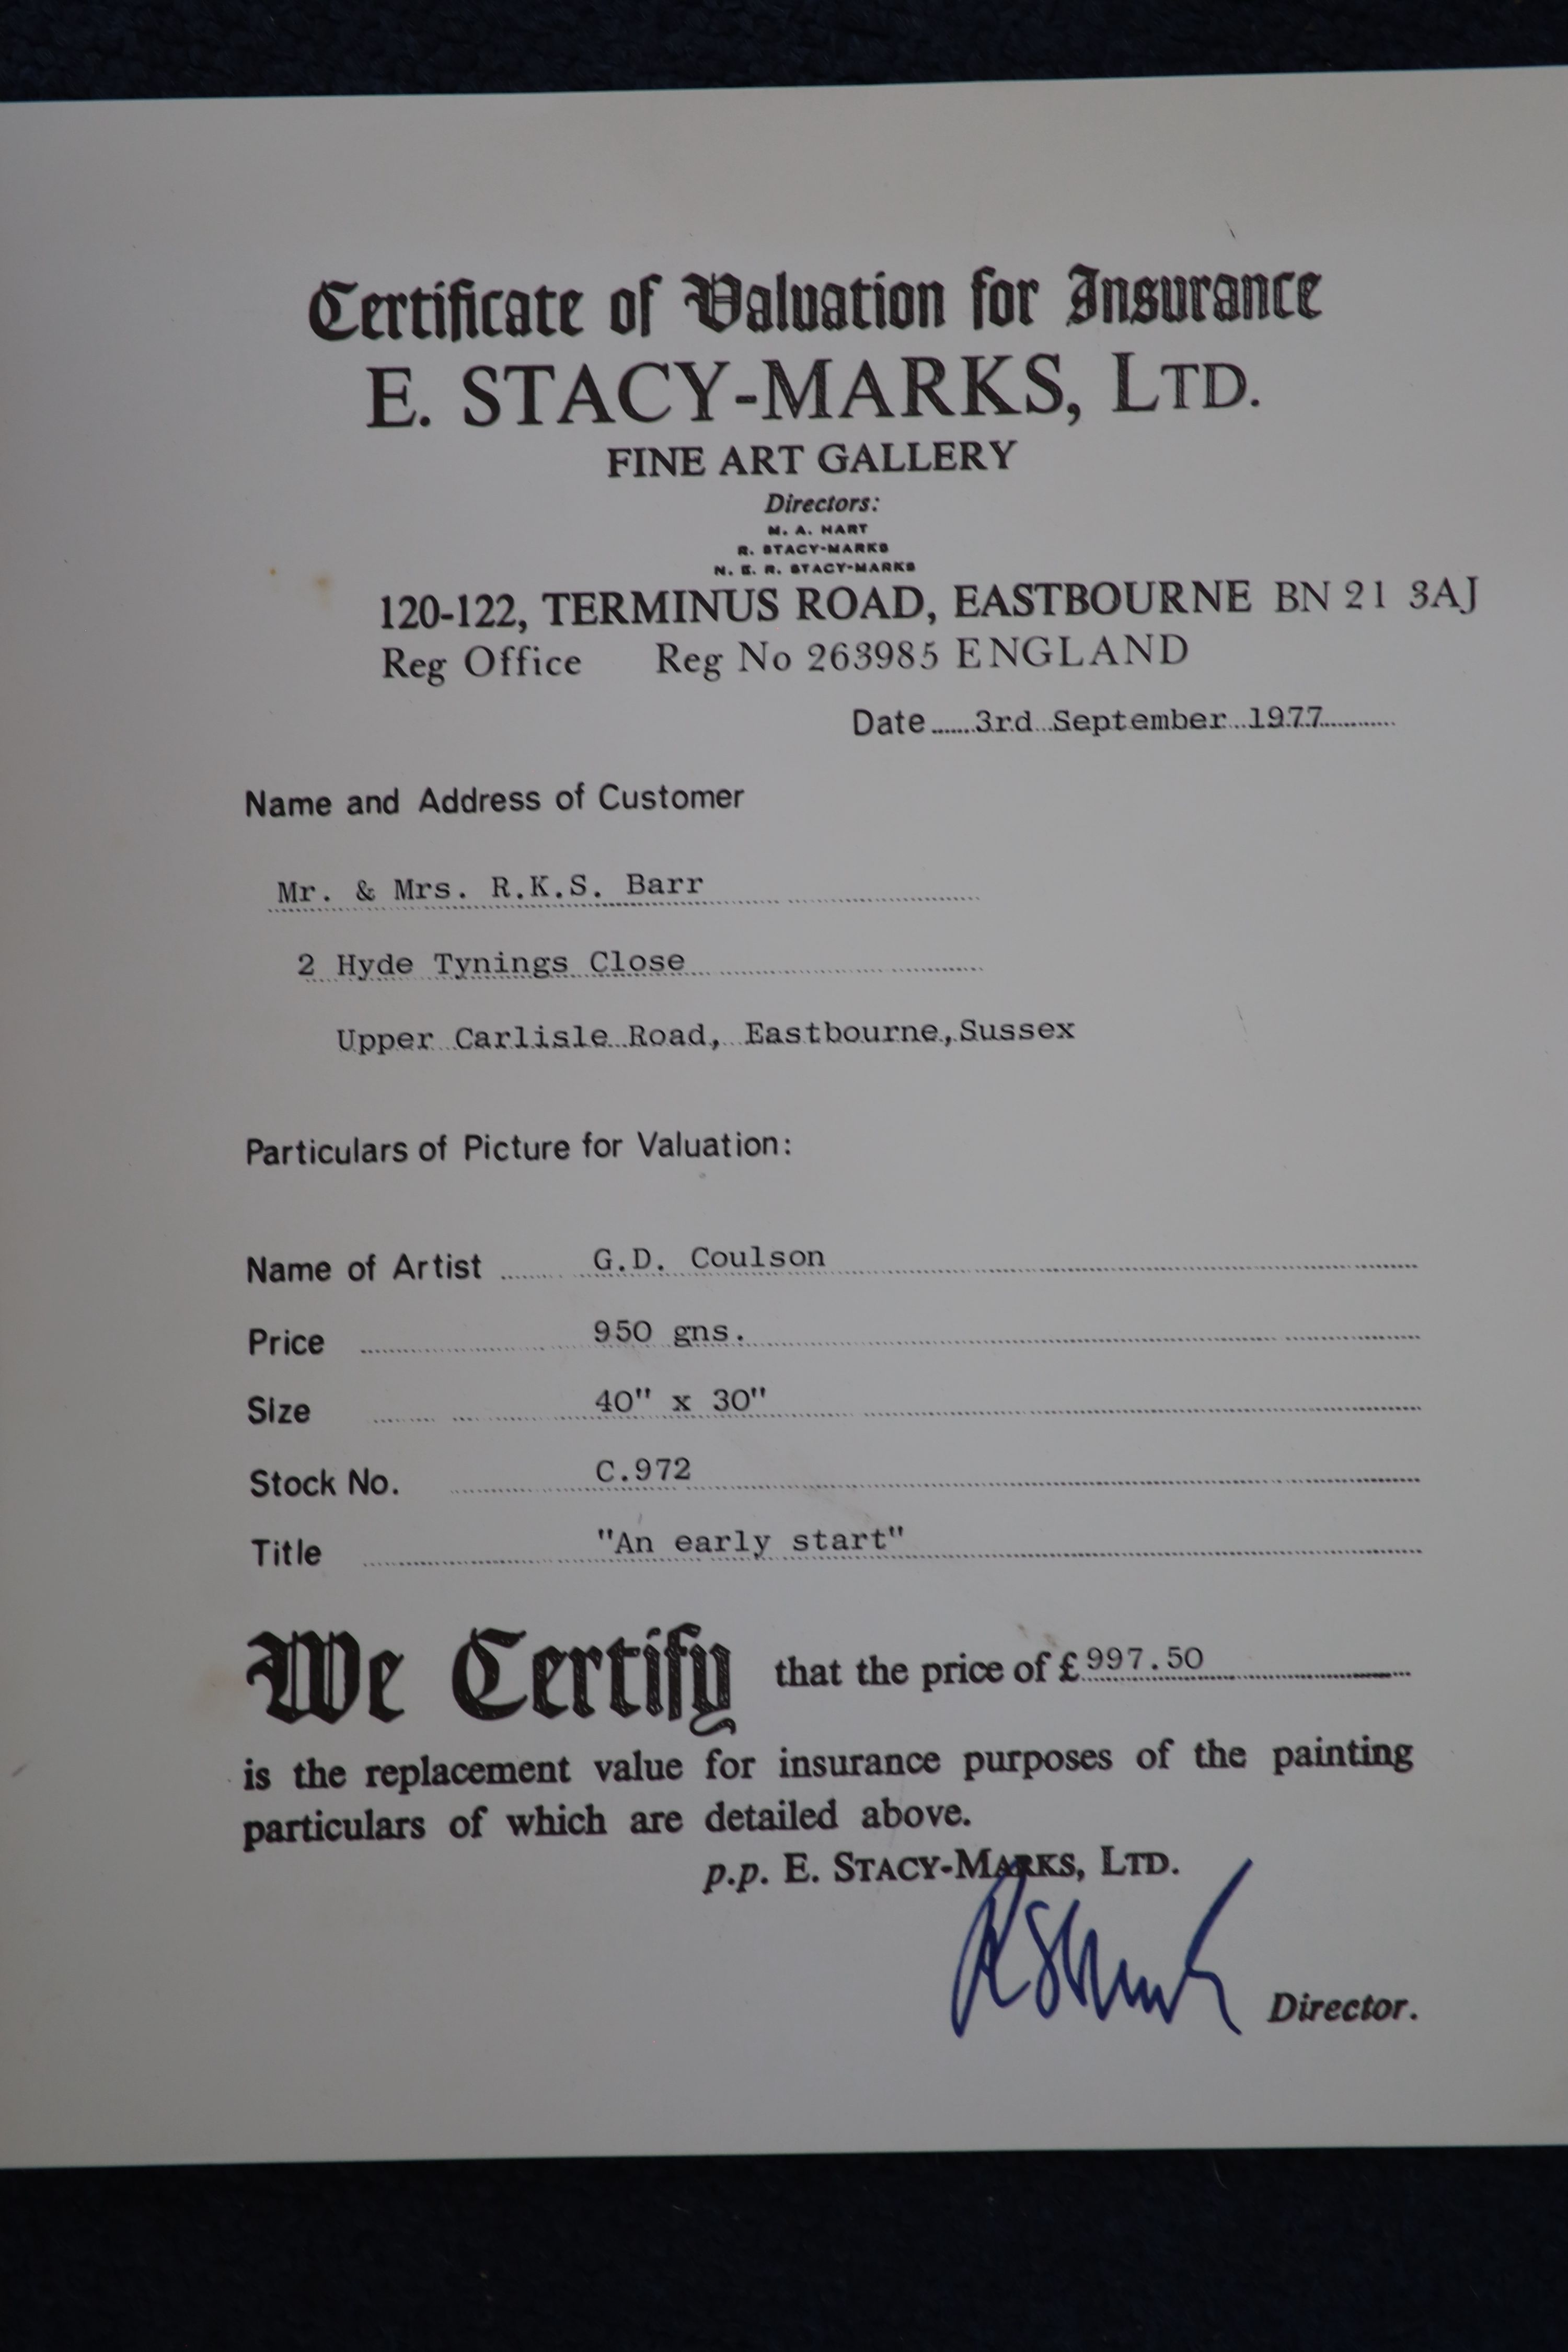 Certificate of Valuation for Insurance
E. STACY-MARKS, LTD.
FINE ART GALLERY
Directors:
M. A. HART
R. STACY-MARKS
N. E. R. STACY-MARKS
120-122, TERMINUS ROAD, EASTBOURNE BN 21 3AJ
Reg Office Reg No 263985 ENGLAND
Date 3rd September 1977
Name and Address of Customer
Mr. & Mrs. R.K.S. Barr
2 Hyde Tynings Close
Upper Carlisle Road, Eastbourne, Sussex
Particulars of Picture for Valuation:
Name of Artist G.D. Coulson
Price 950 gns.
Size 40" x 30"
Stock No. C.972
Title "An early start"
We Certify that the price of £997.50
is the replacement value for insurance purposes of the painting
particulars of which are detailed above.
p.p. E. STACY-MARKS, LTD.
Director.